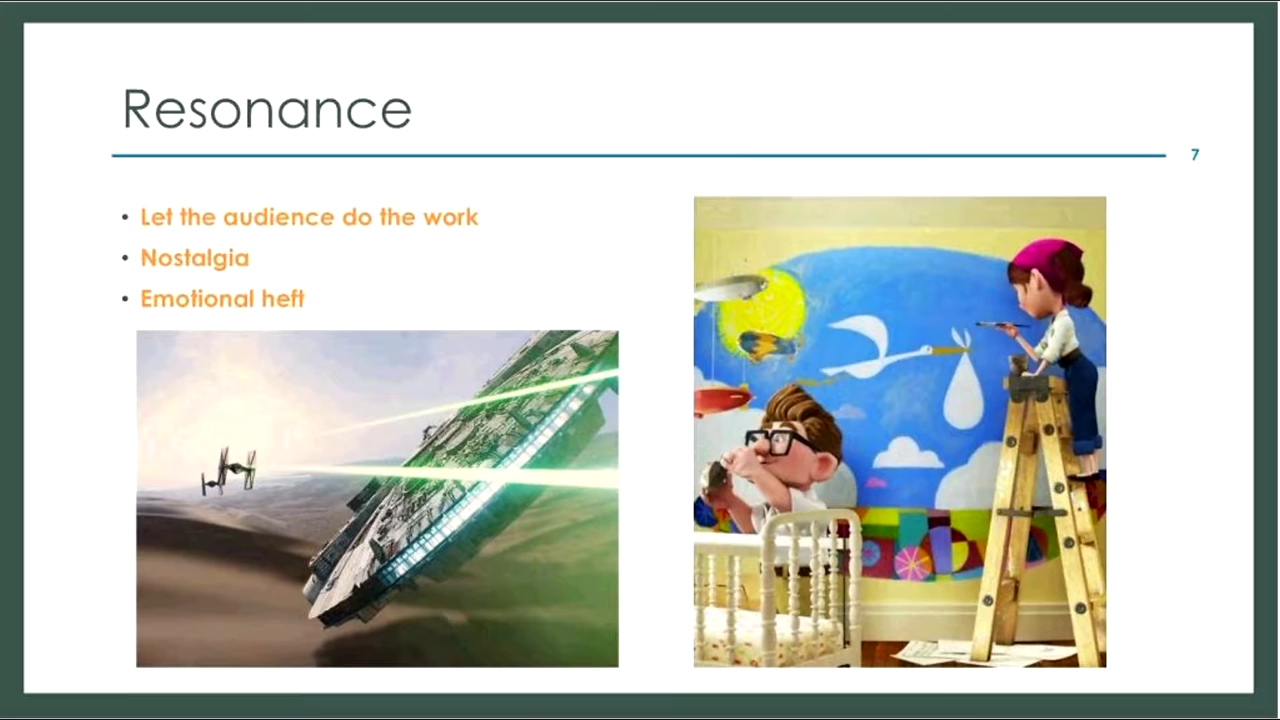 Resonance
7
• Let the audience do the work
• Nostalgia
• Emotional heft